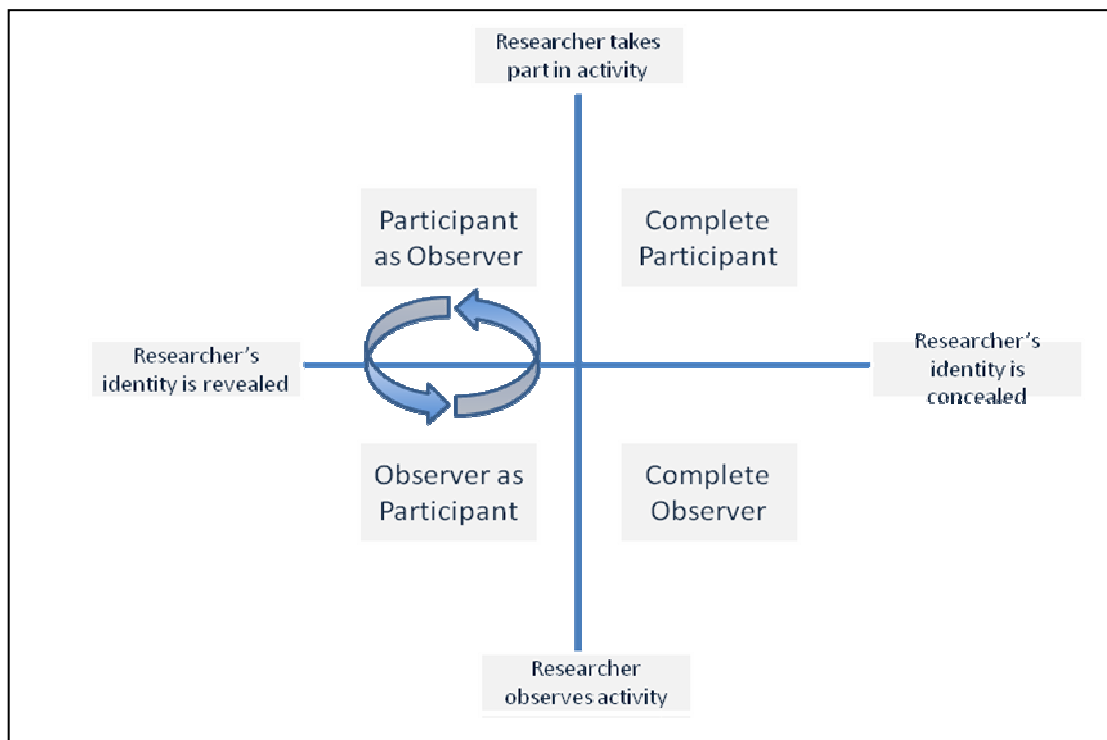 Researcher takes
part in activity
Participant
as Observer
Complete
Participant
Researcher's
identity is revealed
Researcher's
identity is
concealed
Observer as
Participant
Complete
Observer
Researcher
observes activity